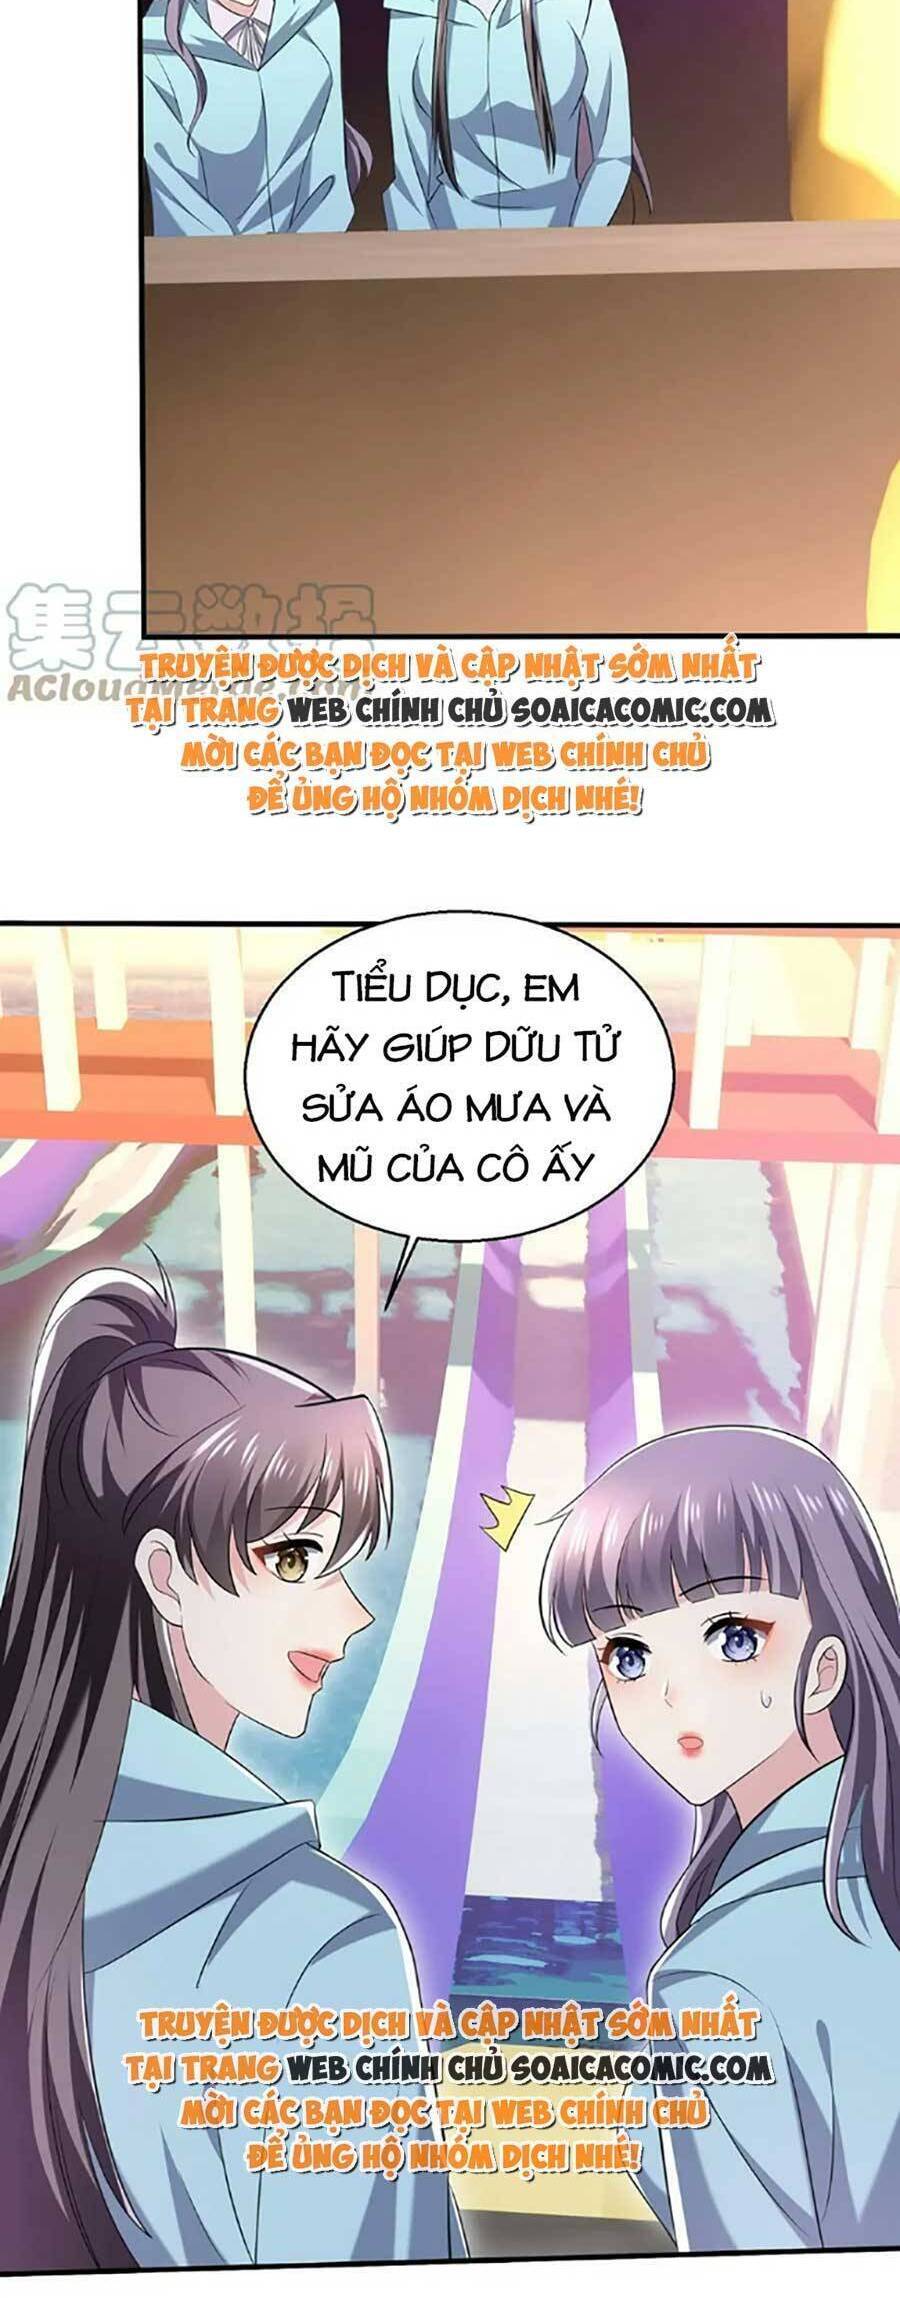 集云数据
ACloudmerge.com
TRUYỆN ĐƯỢC DỊCH VÀ CẬP NHẬT SỚM NHẤT
TẠI TRANG WEB CHÍNH CHỦ SOAICACOMIC.COM
MỜI CÁC BẠN ĐỌC TẠI WEB CHÍNH CHỦ
ĐỂ ỦNG HỘ NHÓM DỊCH NHÉ!
TIỂU DỤC, EM
HÃY GIÚP DỮU TỬ
SỬA ÁO MƯA VÀ
MŨ CỦA CÔ ẤY
TRUYỆN ĐƯỢC DỊCH VÀ CẬP NHẬT SỚM NHẤT
TẠI TRANG WEB CHÍNH CHỦ SOAICACOMIC.COM
MỜI CÁC BẠN ĐỌC TẠI WEB CHÍNH CHỦ
ĐỂ ỦNG HỘ NHÓM DỊCH NHÉ!